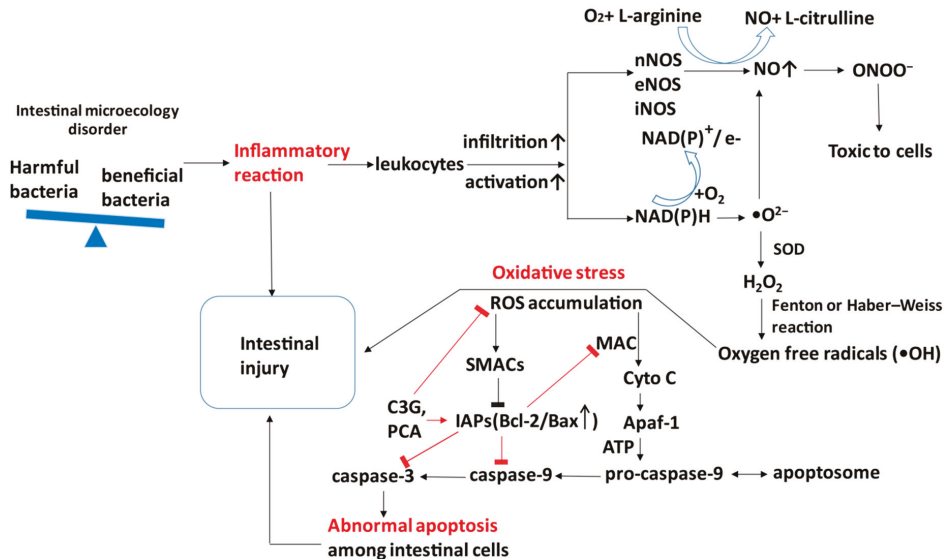 O₂+ L-arginine
NO+ L-citrulline
nNOS
eNOS
iNOS
NO↑
ONOO⁻
Toxic to cells
Intestinal microecology
disorder
Harmful
bacteria
beneficial
bacteria
Inflammatory
reaction
leukocytes
infiltrition↑
activation↑
NAD(P)⁺/ e-
+O₂
NAD(P)H
•O²⁻
SOD
H₂O₂
Fenton or Haber–Weiss
reaction
Oxygen free radicals (•OH)
Oxidative stress
ROS accumulation
Intestinal
injury
SMACs
MAC
Cyto C
C3G,
PCA
IAPs(Bcl-2/Bax↑)
Apaf-1
ATP
caspase-3
caspase-9
pro-caspase-9
apoptosome
Abnormal apoptosis
among intestinal cells